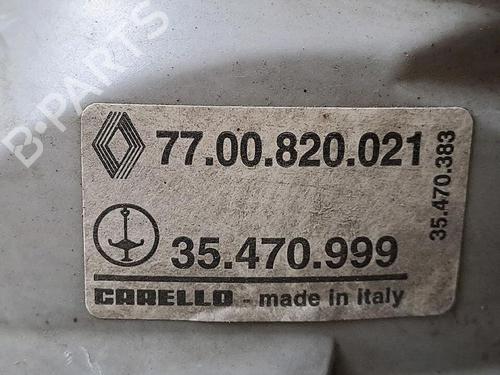 77.00.820.021
35.470.999
CARELLO - made in italy
35.470.383
B-PARTS